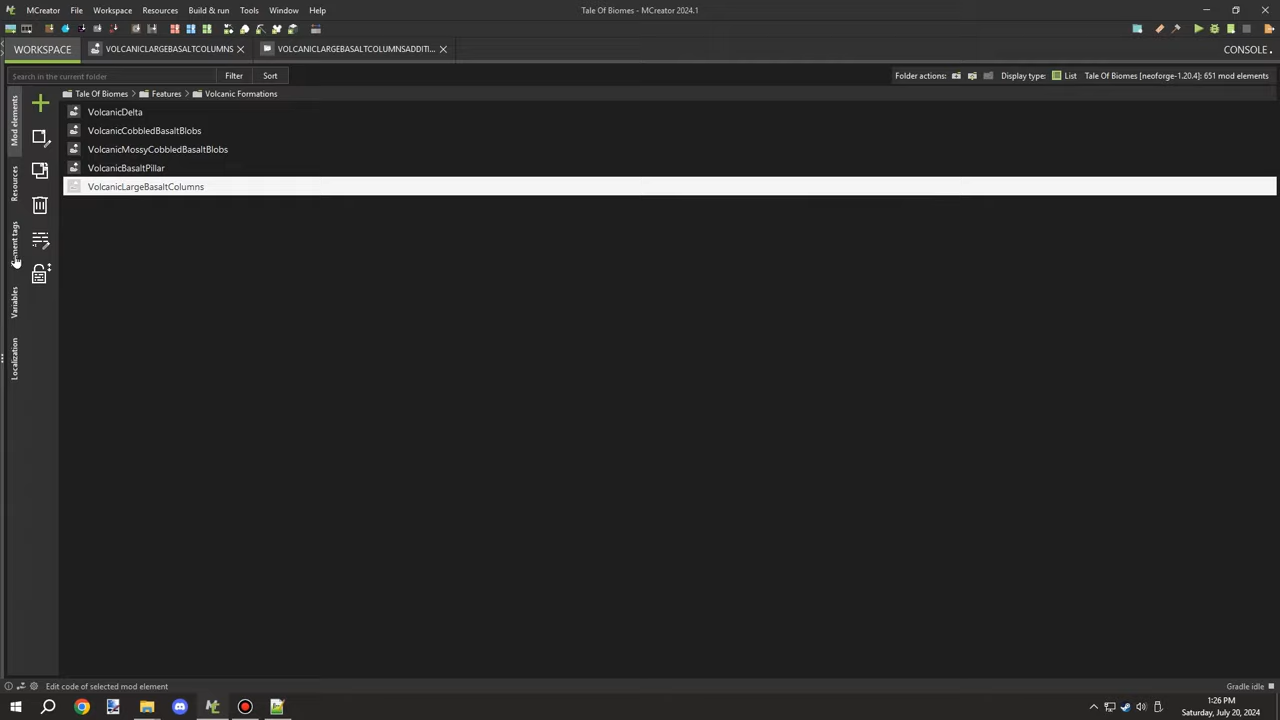 MCreator File Workspace Resources Build & run Tools Window Help Tale Of Biomes - MCreator 2024.1
WORKSPACE VOLCANICLARGEBASALTCOLUMNS VOLCANICLARGEBASALTCOLUMNSADDITI... CONSOLE
Search in the current folder Filter Sort Folder actions: Display type: List Tale Of Biomes [neoforge-1.20.4]: 651 mod elements
Tale Of Biomes Features Volcanic Formations
Mod elements
Resources
ment tags
Variables
Localization
VolcanicDelta
VolcanicCobbledBasaltBlobs
VolcanicMossyCobbledBasaltBlobs
VolcanicBasaltPillar
VolcanicLargeBasaltColumns
Edit code of selected mod element Gradle idle
1:26 PM
Saturday, July 20, 2024